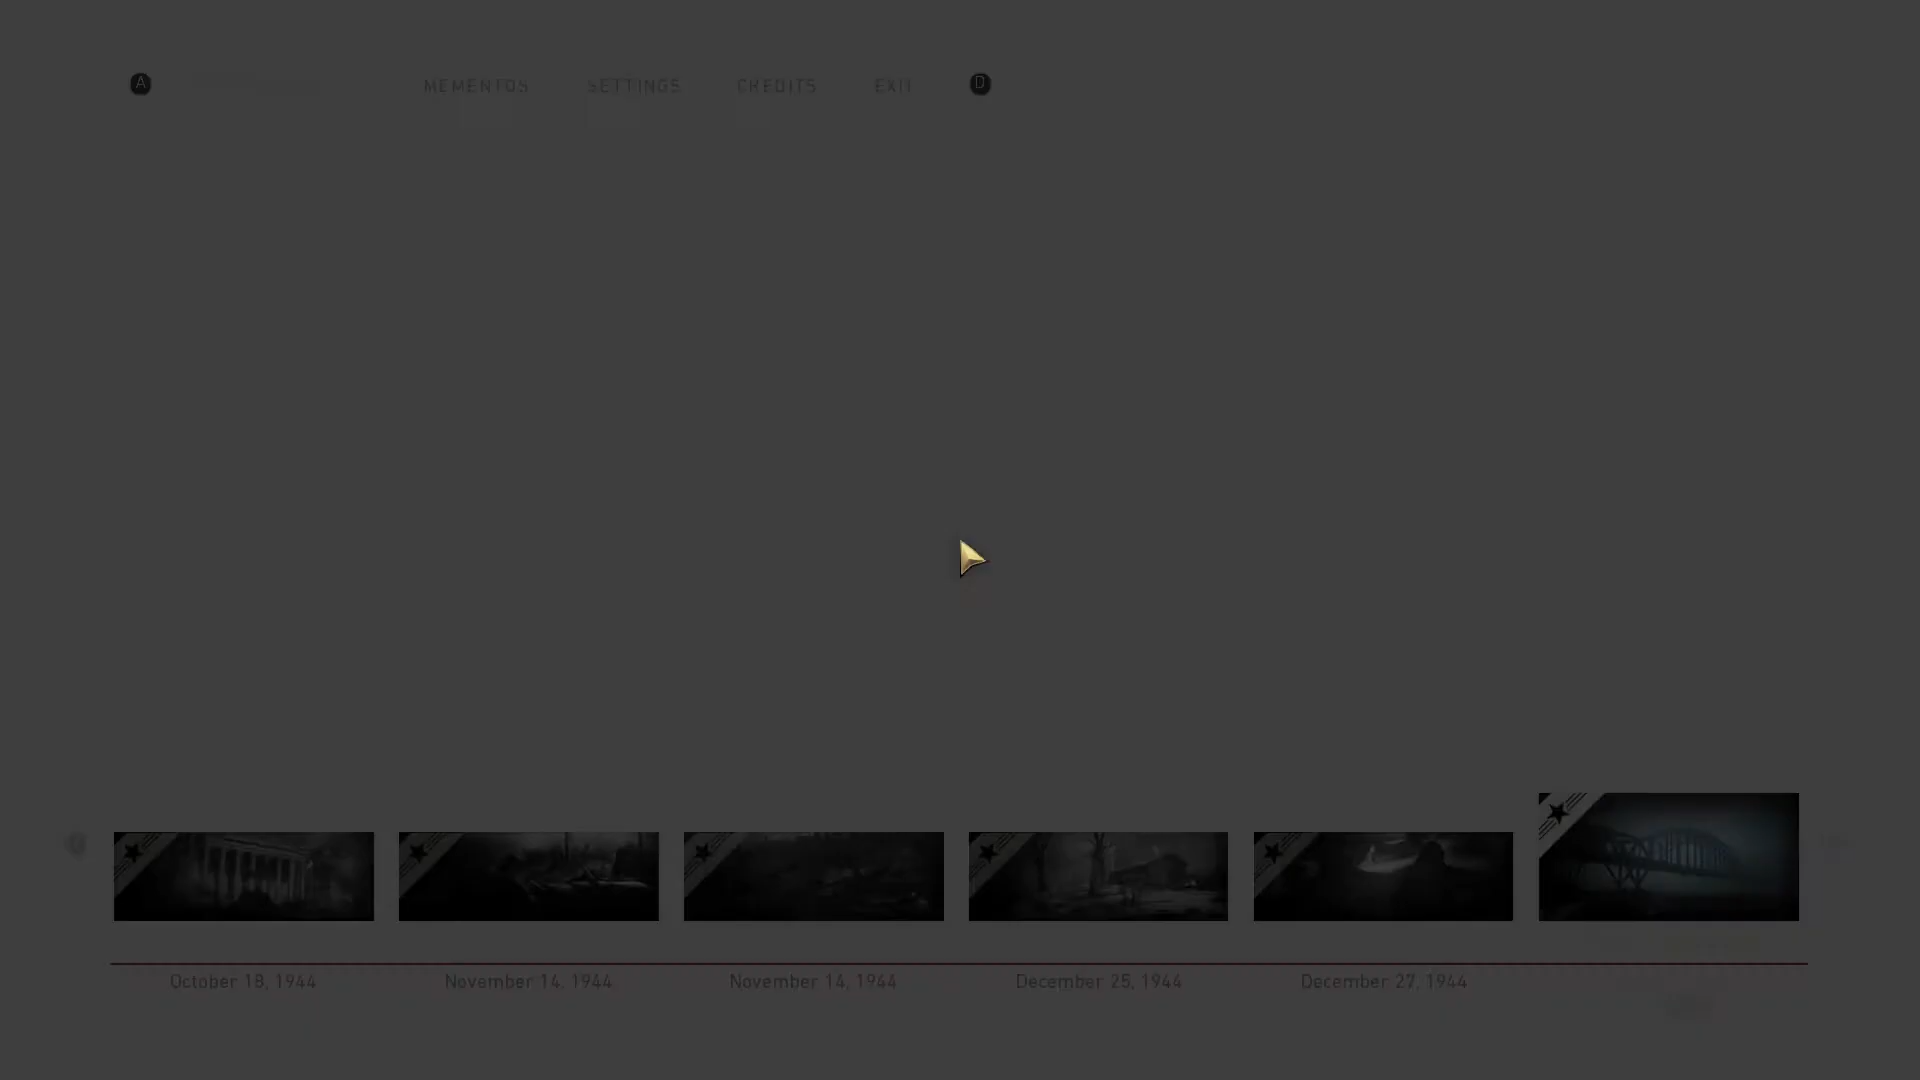 A MEMENTOS SETTINGS CREDITS EXIT D
October 18, 1944 November 14, 1944 November 14, 1944 December 25, 1944 December 27, 1944